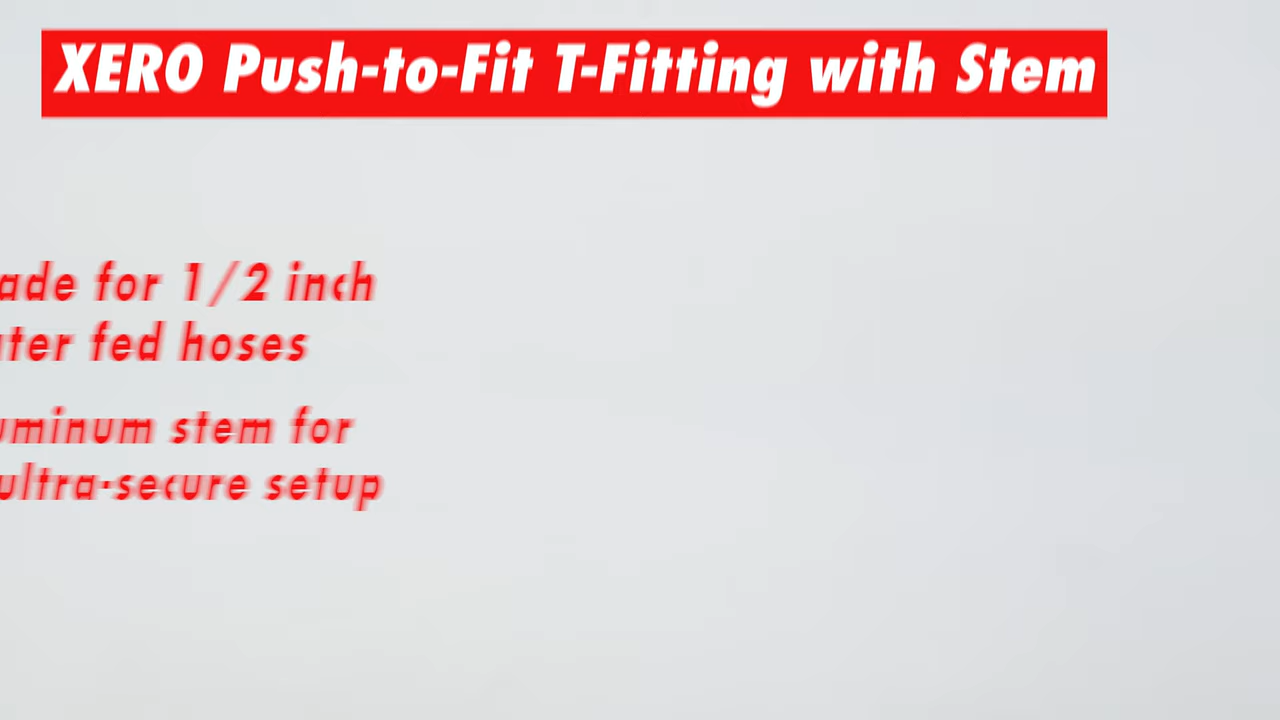 XERO Push-to-Fit T-Fitting with Stem
ade for 1/2 inch
ter fed hoses
uminum stem for
ultra-secure setup